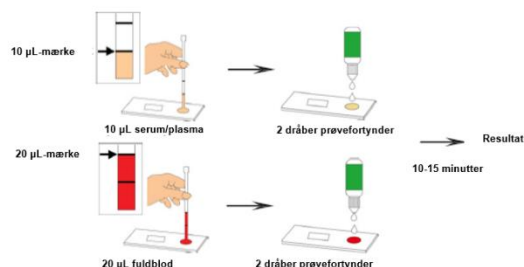 10 µL-mærke
10 µL serum/plasma
2 dråber prøvefortynder
20 µL-mærke
Resultat
10-15 minutter
20 µL fuldblod
2 dråber prøvefortynder